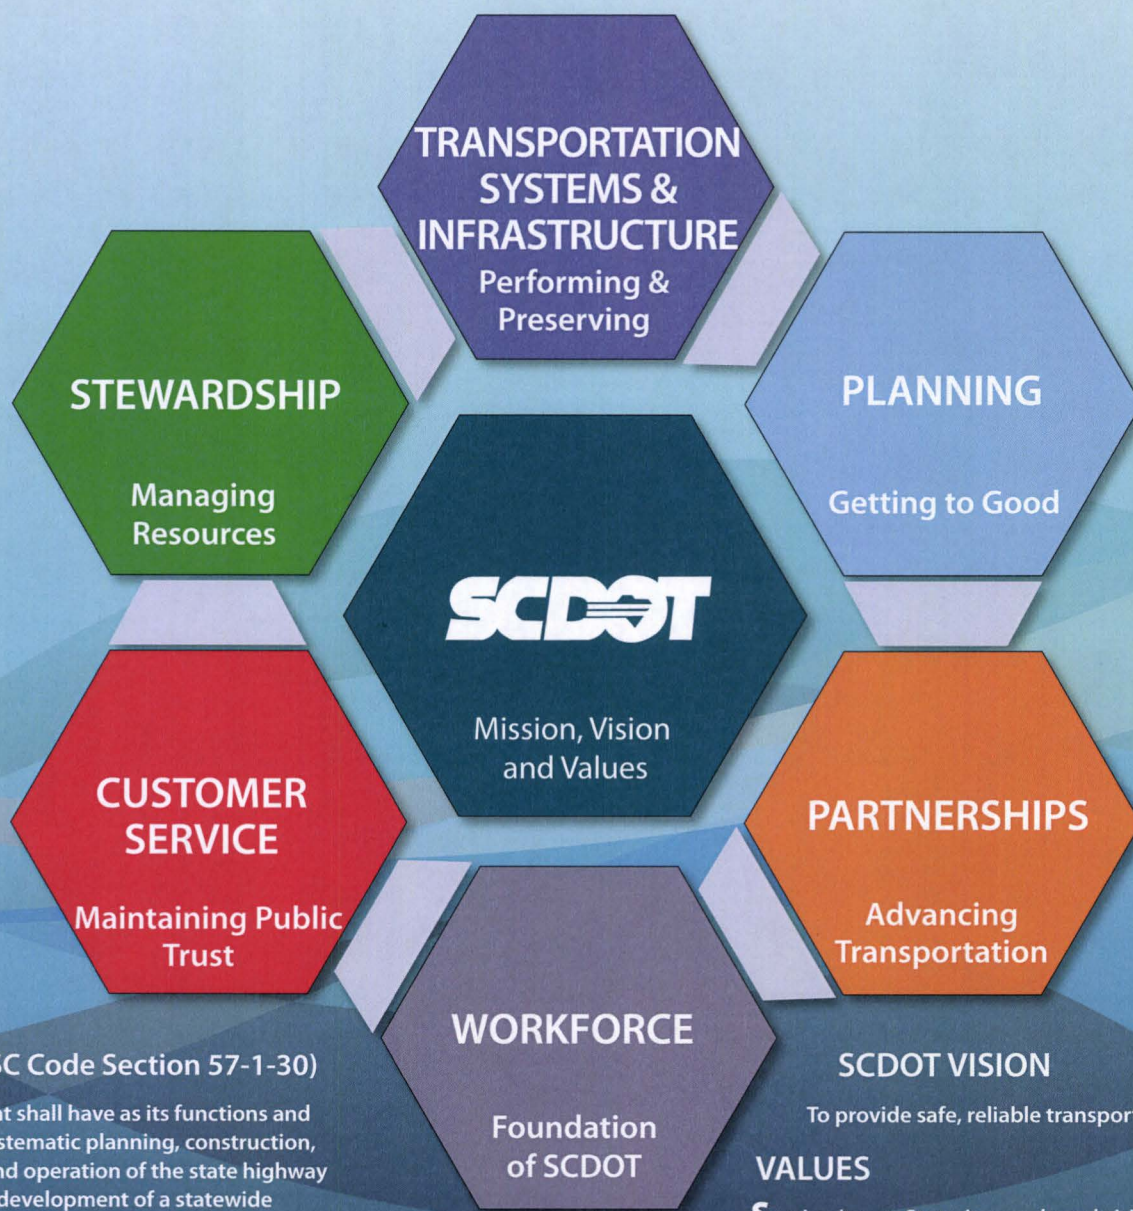 TRANSPORTATION
SYSTEMS &
INFRASTRUCTURE
Performing &
Preserving
STEWARDSHIP
Managing
Resources
PLANNING
Getting to Good
SCDOT
Mission, Vision
and Values
CUSTOMER
SERVICE
Maintaining Public
Trust
PARTNERSHIPS
Advancing
Transportation
WORKFORCE
Foundation
of SCDOT
SC Code Section 57-1-30)
shall have as its functions and
planning, construction,
operation of the state highway
development of a statewide
SCDOT VISION
To provide safe, reliable
VALUES